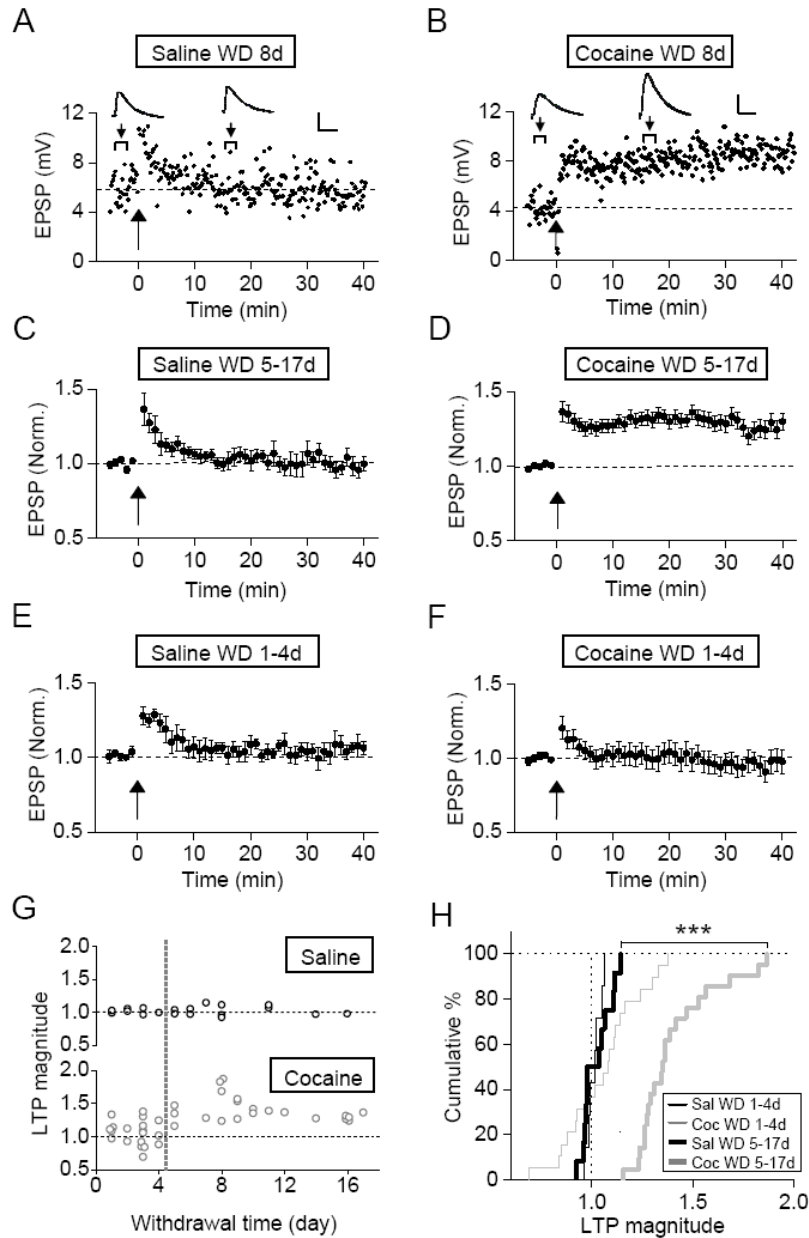 A
Saline WD 8d
12
8
4
0
EPSP (mV)
0 10 20 30 40
Time (min)
B
Cocaine WD 8d
12
8
4
0
EPSP (mV)
0 10 20 30 40
Time (min)
C
Saline WD 5-17d
1.5
1.0
0.5
EPSP (Norm.)
0 10 20 30 40
Time (min)
D
Cocaine WD 5-17d
1.5
1.0
0.5
EPSP (Norm.)
0 10 20 30 40
Time (min)
E
Saline WD 1-4d
1.5
1.0
0.5
EPSP (Norm.)
0 10 20 30 40
Time (min)
F
Cocaine WD 1-4d
1.5
1.0
0.5
EPSP (Norm.)
0 10 20 30 40
Time (min)
G
LTP magnitude
2.0
1.5
1.0
0.5
Saline
2.0
1.5
1.0
0.5
Cocaine
0 4 8 12 16
Withdrawal time (day)
H
***
100
80
60
40
20
0
Cumulative %
Sal WD 1-4d
Coc WD 1-4d
Sal WD 5-17d
Coc WD 5-17d
1.0 1.5 2.0
LTP magnitude